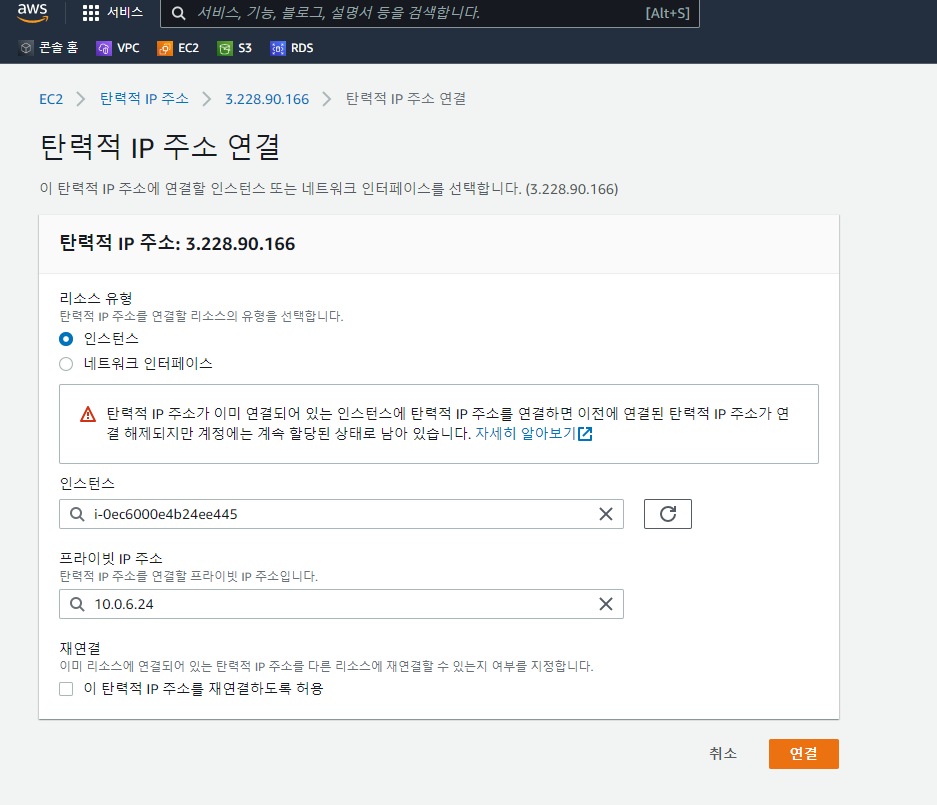 aws
서비스
서비스, 기능, 블로그, 설명서 등을 검색합니다.
[Alt+S]
콘솔 홈
VPC
EC2
S3
RDS
EC2 > 탄력적 IP 주소 > 3.228.90.166 > 탄력적 IP 주소 연결
탄력적 IP 주소 연결
이 탄력적 IP 주소에 연결할 인스턴스 또는 네트워크 인터페이스를 선택합니다. (3.228.90.166)
탄력적 IP 주소: 3.228.90.166
리소스 유형
탄력적 IP 주소를 연결할 리소스의 유형을 선택합니다.
인스턴스
네트워크 인터페이스
탄력적 IP 주소가 이미 연결되어 있는 인스턴스에 탄력적 IP 주소를 연결하면 이전에 연결된 탄력적 IP 주소가 연
결 해제되지만 계정에는 계속 할당된 상태로 남아 있습니다. 자세히 알아보기
인스턴스
i-0ec6000e4b24ee445
프라이빗 IP 주소
탄력적 IP 주소를 연결할 프라이빗 IP 주소입니다.
10.0.6.24
재연결
이미 리소스에 연결되어 있는 탄력적 IP 주소를 다른 리소스에 재연결할 수 있는지 여부를 지정합니다.
이 탄력적 IP 주소를 재연결하도록 허용
취소
연결